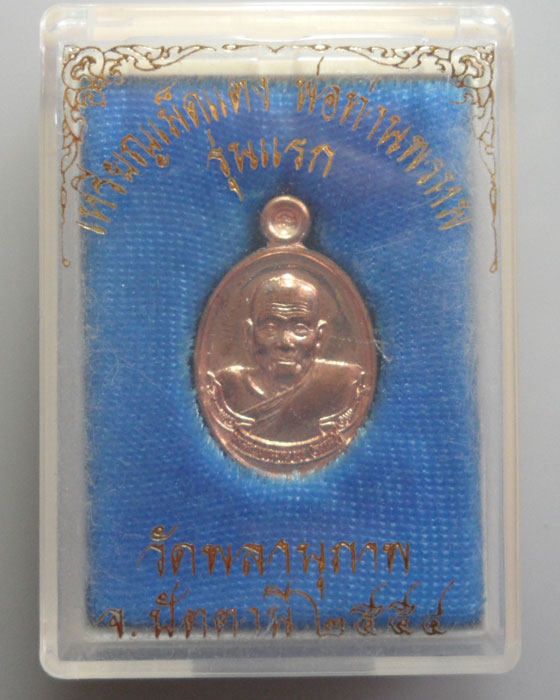 เหรียญเม็ดแตง พ่อท่านพรหม
รุ่นแรก
วัดพลานุภาพ
จ.ปัตตานี ๒๕๕๔